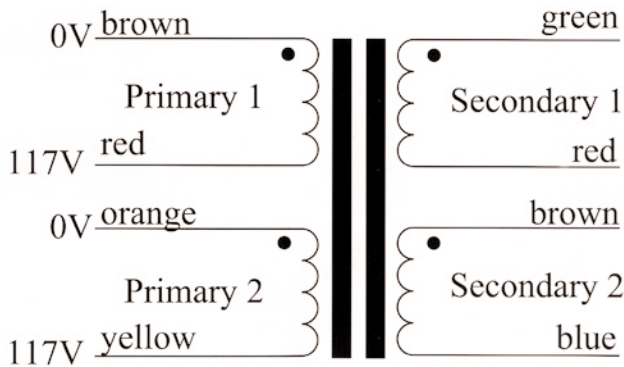 0V brown
green
Primary 1
Secondary 1
117V red
red
0V orange
brown
Primary 2
Secondary 2
117V yellow
blue